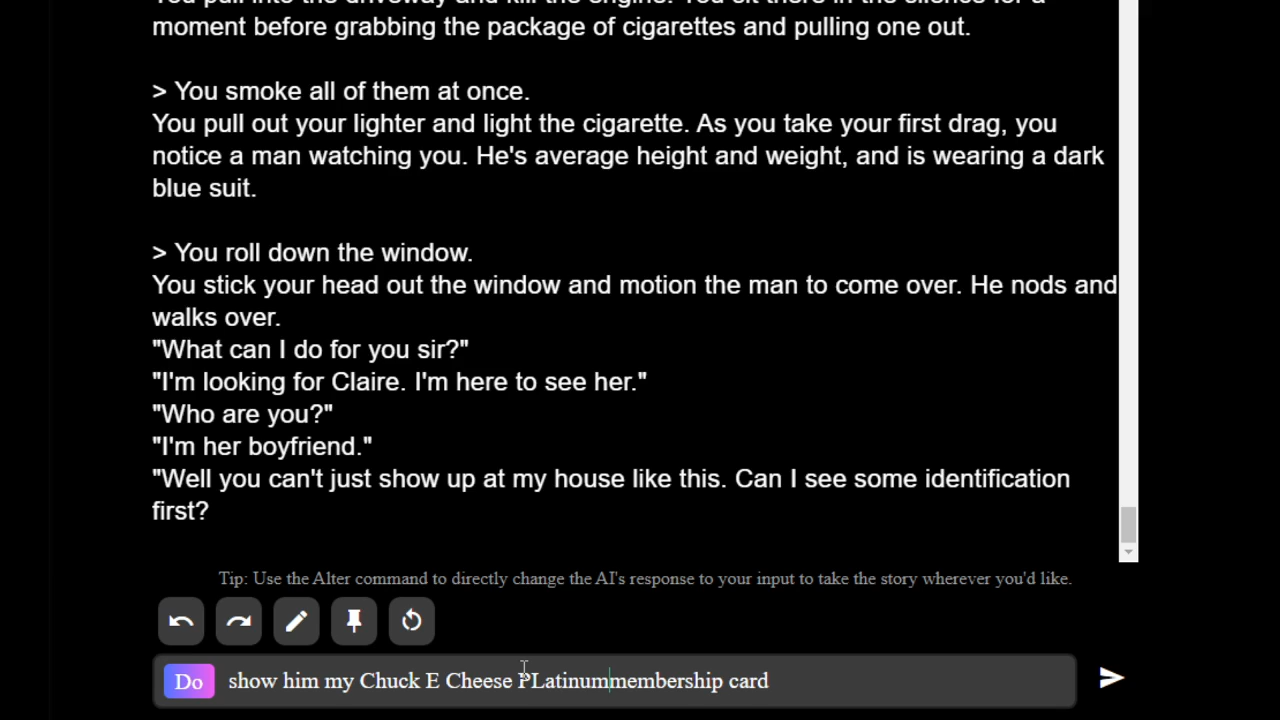 moment before grabbing the package of cigarettes and pulling one out.
> You smoke all of them at once.
You pull out your lighter and light the cigarette. As you take your first drag, you
notice a man watching you. He's average height and weight, and is wearing a dark
blue suit.
> You roll down the window.
You stick your head out the window and motion the man to come over. He nods and
walks over.
"What can I do for you sir?"
"I'm looking for Claire. I'm here to see her."
"Who are you?"
"I'm her boyfriend."
"Well you can't just show up at my house like this. Can I see some identification
first?
Tip: Use the Alter command to directly change the AI's response to your input to take the story wherever you'd like.
Do show him my Chuck E Cheese PLatinummembership card